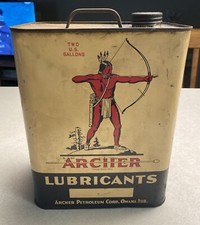 TWO
U.S.
GALLONS
ARCHER
LUBRICANTS
ARCHER PETROLEUM CORP. OMAHA NEB.